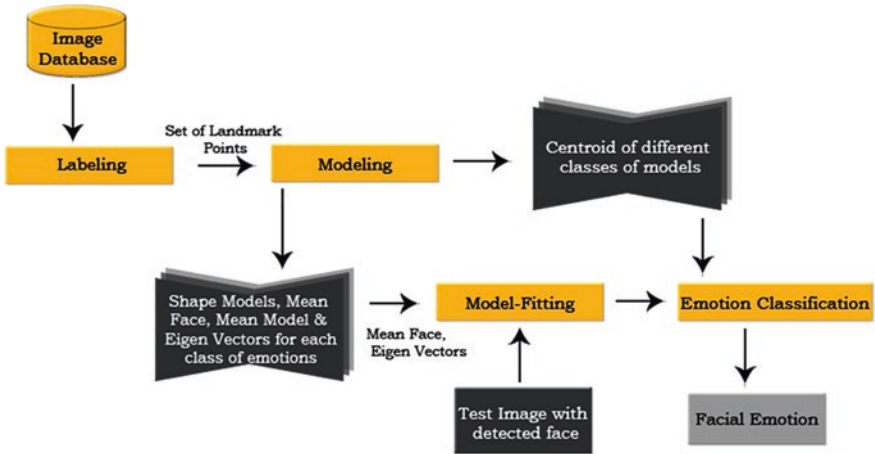 Image
Database
Set of Landmark
Points
Labeling
Modeling
Centroid of different
classes of models
Shape Models, Mean
Face, Mean Model &
Eigen Vectors for each
class of emotions
Mean Face,
Eigen Vectors
Model-Fitting
Emotion Classification
Test Image with
detected face
Facial Emotion